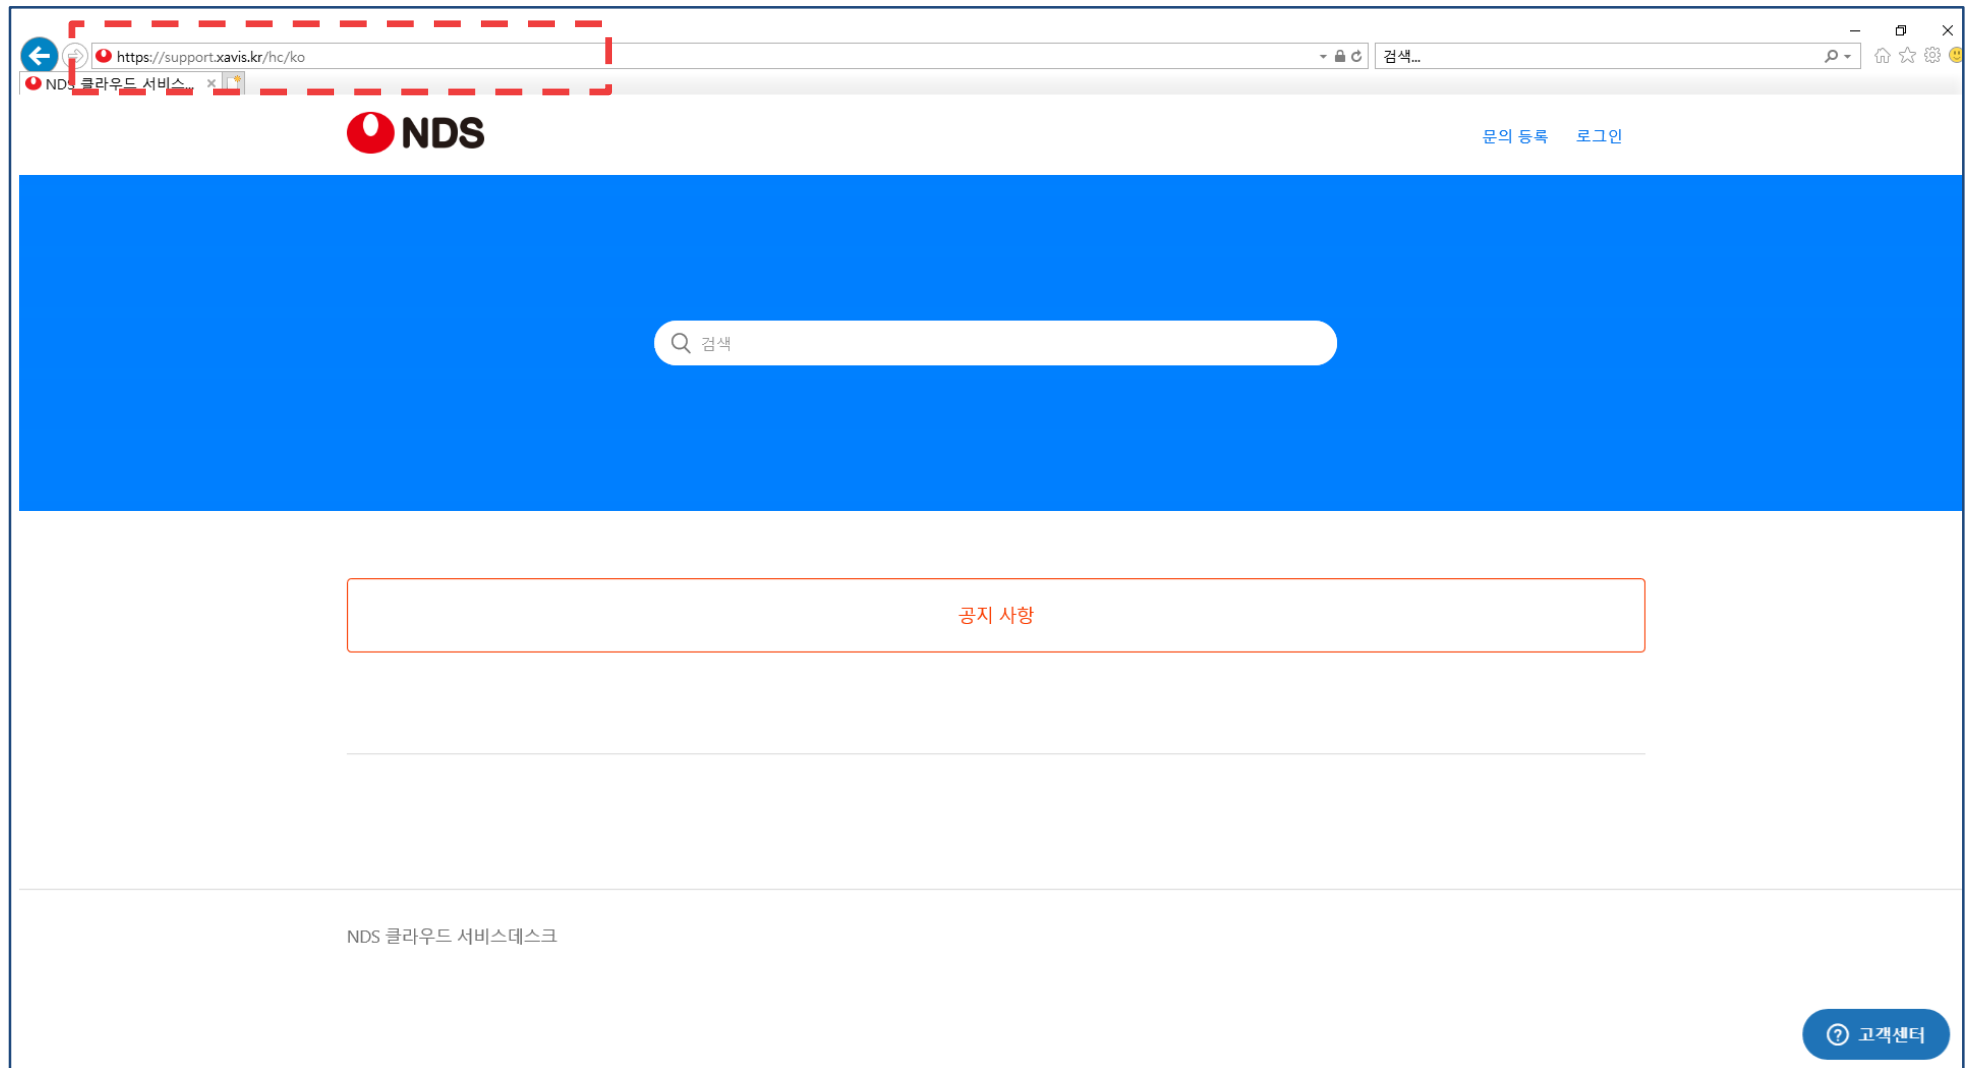 https://support.xavis.kr/hc/ko
검색...
NDS 클라우드 서비스...
NDS
문의 등록
로그인
검색
공지 사항
NDS 클라우드 서비스데스크
고객센터